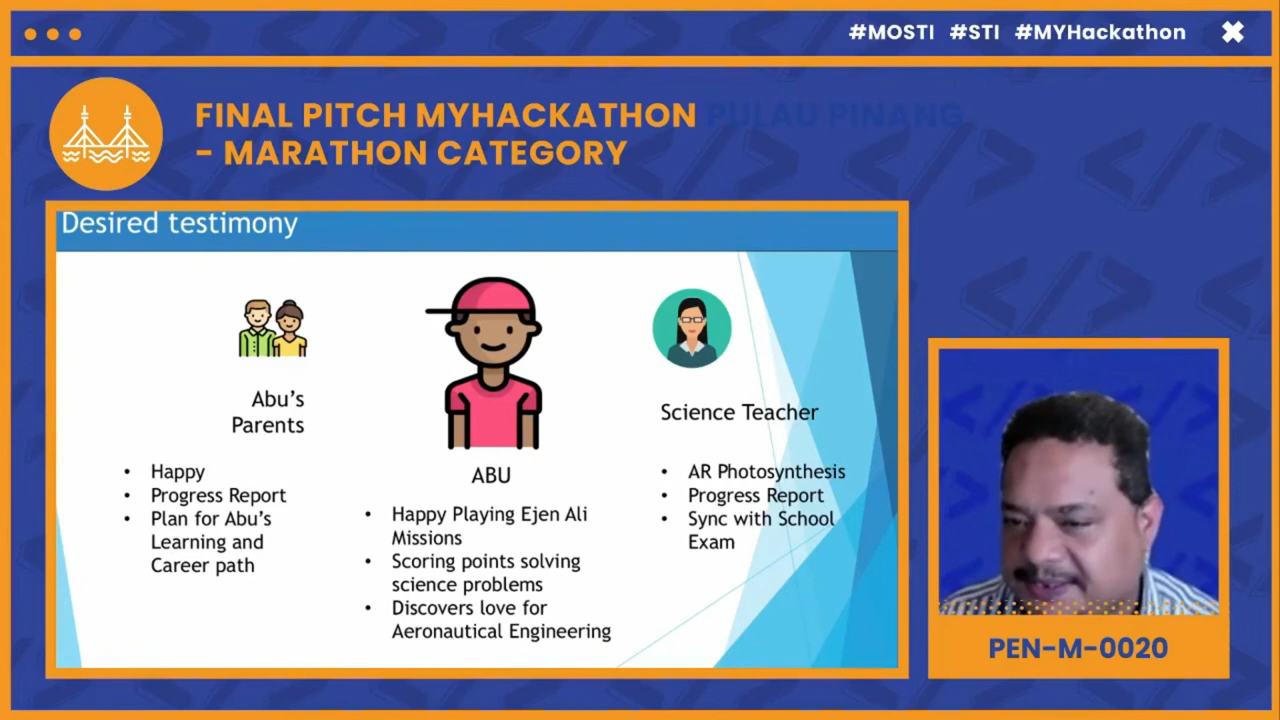 #MOSTI #STI #MYHackathon
FINAL PITCH MYHACKATHON PULAU PINANG
- MARATHON CATEGORY
Desired testimony
Abu's
Parents
• Happy
• Progress Report
• Plan for Abu's
Learning and
Career path
ABU
• Happy Playing Ejen Ali
Missions
• Scoring points solving
science problems
• Discovers love for
Aeronautical Engineering
Science Teacher
• AR Photosynthesis
• Progress Report
• Sync with School
Exam
PEN-M-0020